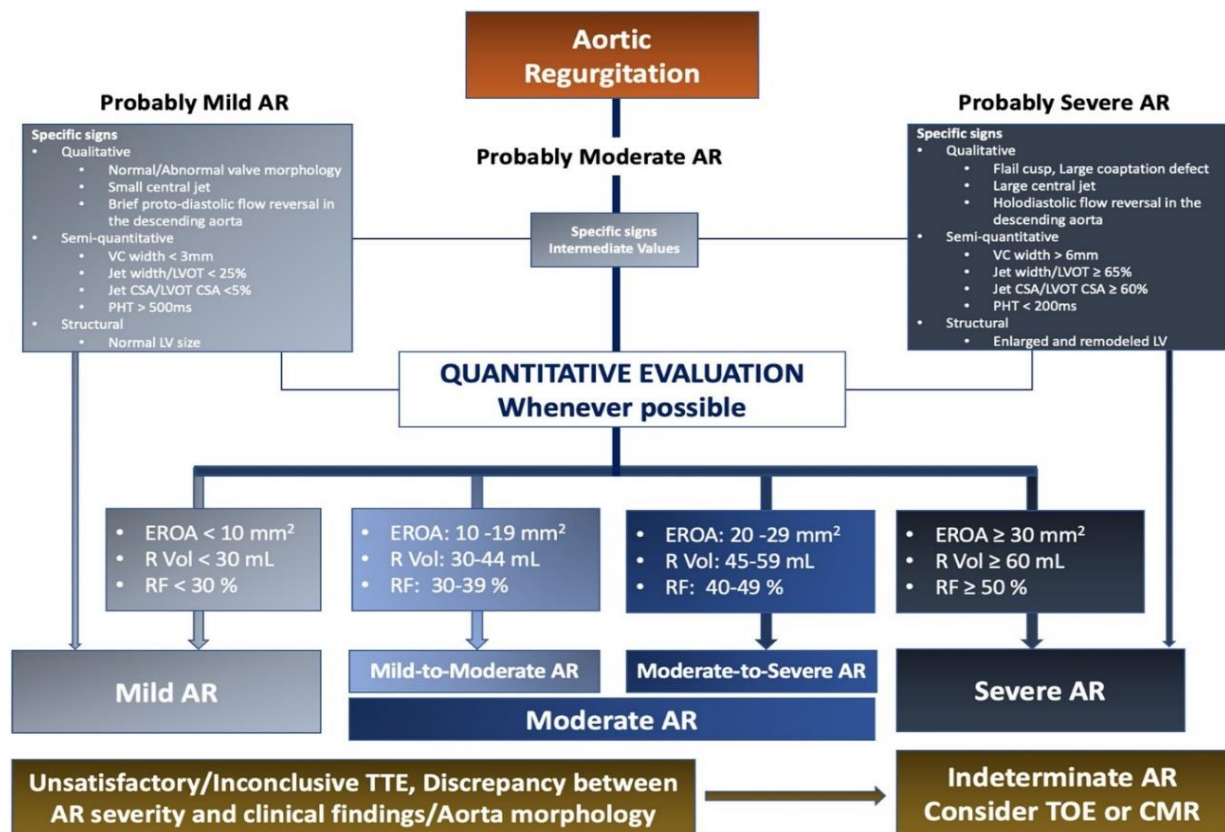 Aortic
Regurgitation
Probably Mild AR
Specific signs
• Qualitative
• Normal/Abnormal valve morphology
• Small central jet
• Brief proto-diastolic flow reversal in
the descending aorta
• Semi-quantitative
• VC width < 3mm
• Jet width/LVOT < 25%
• Jet CSA/LVOT CSA <5%
• PHT > 500ms
• Structural
• Normal LV size
Probably Moderate AR
Specific signs
Intermediate Values
Probably Severe AR
Specific signs
• Qualitative
• Flail cusp, Large coaptation defect
• Large central jet
• Holodiastolic flow reversal in the
descending aorta
• Semi-quantitative
• VC width > 6mm
• Jet width/LVOT ≥ 65%
• Jet CSA/LVOT CSA ≥ 60%
• PHT < 200ms
• Structural
• Enlarged and remodeled LV
QUANTITATIVE EVALUATION
Whenever possible
• EROA < 10 mm²
• R Vol < 30 mL
• RF < 30 %
• EROA: 10 -19 mm²
• R Vol: 30-44 mL
• RF: 30-39 %
• EROA: 20 -29 mm²
• R Vol: 45-59 mL
• RF: 40-49 %
• EROA ≥ 30 mm²
• R Vol ≥ 60 mL
• RF ≥ 50 %
Mild AR
Mild-to-Moderate AR
Moderate-to-Severe AR
Moderate AR
Severe AR
Unsatisfactory/Inconclusive TTE, Discrepancy between
AR severity and clinical findings/Aorta morphology
Indeterminate AR
Consider TOE or CMR